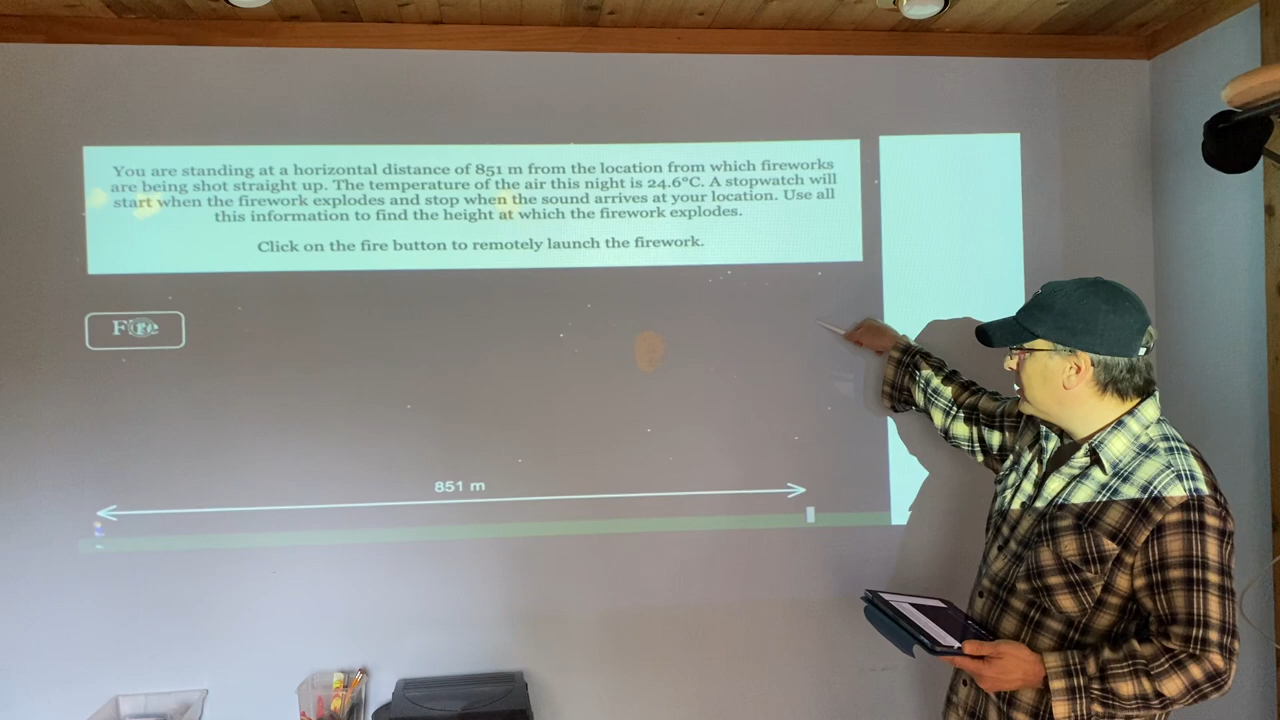 You are standing at a horizontal distance of 851 m from the location from which fireworks
are being shot straight up. The temperature of the air this night is 24.6°C. A stopwatch will
start when the firework explodes and stop when the sound arrives at your location. Use all
this information to find the height at which the firework explodes.
Click on the fire button to remotely launch the firework.
Fire
851 m